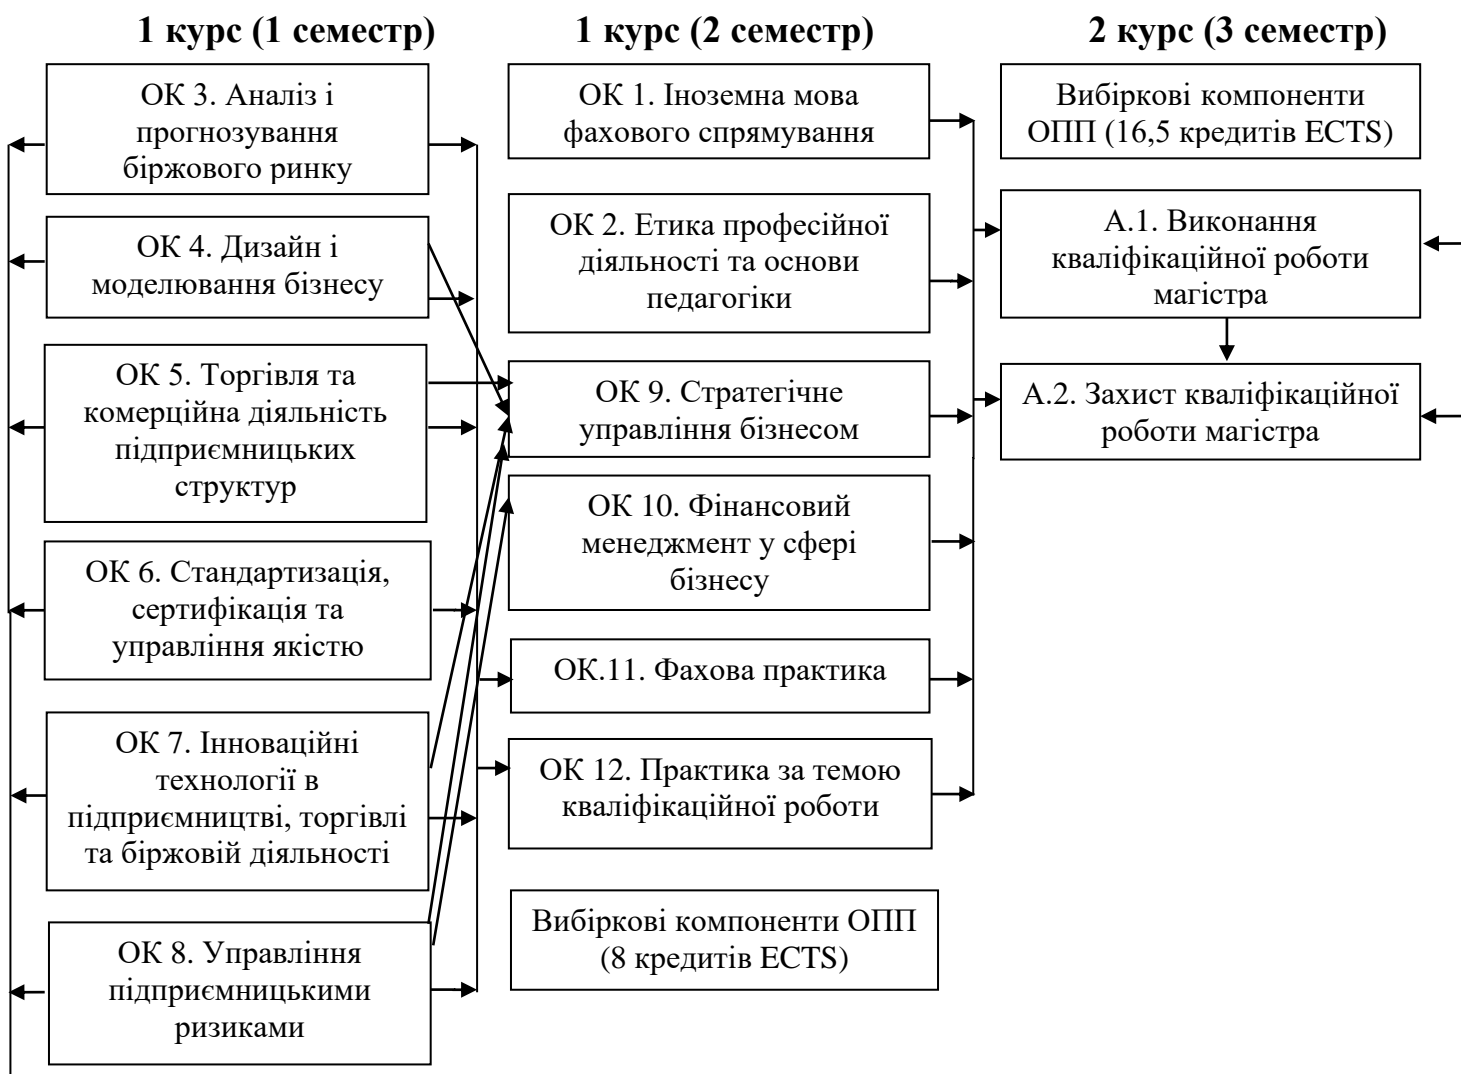 1 курс (1 семестр)
ОК 3. Аналіз і
прогнозування
біржового ринку
ОК 4. Дизайн і
моделювання бізнесу
ОК 5. Торгівля та
комерційна діяльність
підприємницьких
структур
ОК 6. Стандартизація,
сертифікація та
управління якістю
ОК 7. Інноваційні
технології в
підприємництві, торгівлі
та біржовій діяльності
ОК 8. Управління
підприємницькими
ризиками
1 курс (2 семестр)
ОК 1. Іноземна мова
фахового спрямування
ОК 2. Етика професійної
діяльності та основи
педагогіки
ОК 9. Стратегічне
управління бізнесом
ОК 10. Фінансовий
менеджмент у сфері
бізнесу
ОК.11. Фахова практика
ОК 12. Практика за темою
кваліфікаційної роботи
Вибіркові компоненти ОПП
(8 кредитів ECTS)
2 курс (3 семестр)
Вибіркові компоненти
ОПП (16,5 кредитів ECTS)
А.1. Виконання
кваліфікаційної роботи
магістра
А.2. Захист кваліфікаційної
роботи магістра